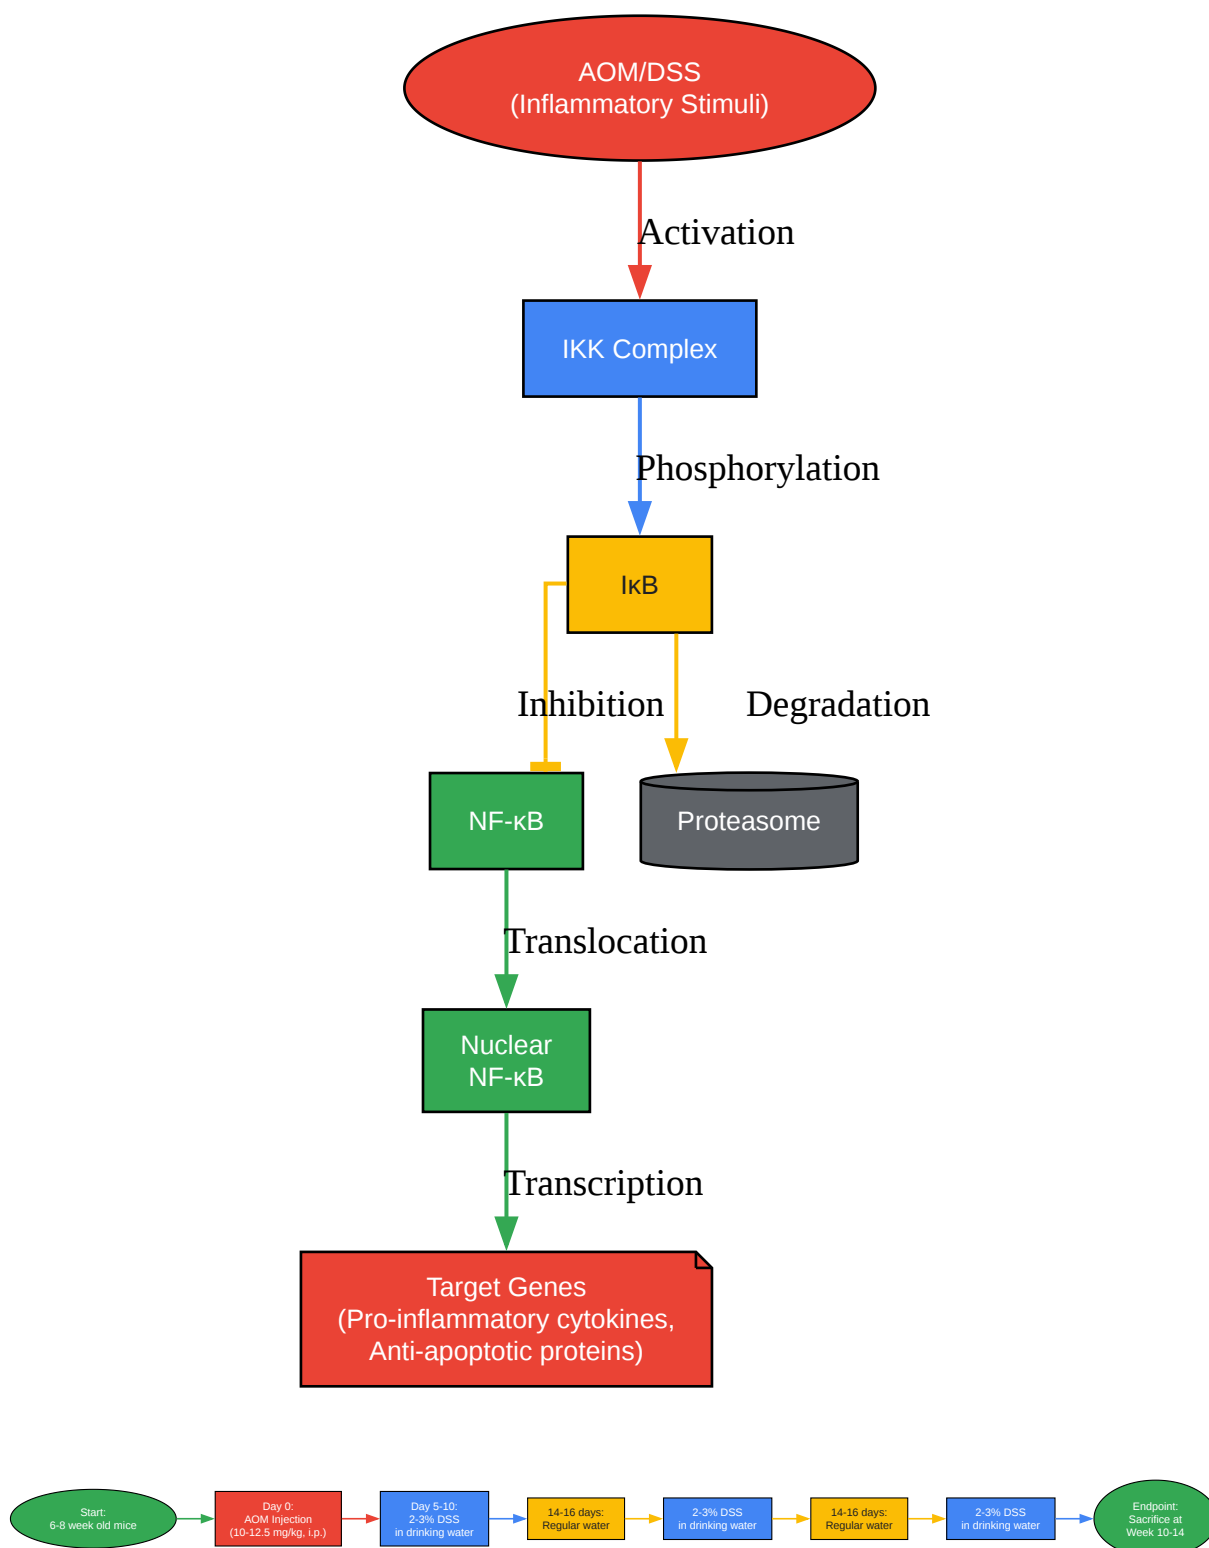 AOM/DSS
(Inflammatory Stimuli)
Activation
IKK Complex
Phosphorylation
IκB
Inhibition
Degradation
NF-κB
Proteasome
Translocation
Nuclear
NF-κB
Transcription
Target Genes
(Pro-inflammatory cytokines,
Anti-apoptotic proteins)
Start:
6-8 week old mice
Day 0:
AOM Injection
(10-12.5 mg/kg, i.p.)
Day 5-10:
2-3% DSS
in drinking water
14-16 days:
Regular water
2-3% DSS
in drinking water
14-16 days:
Regular water
2-3% DSS
in drinking water
Endpoint:
Sacrifice at
Week 10-14